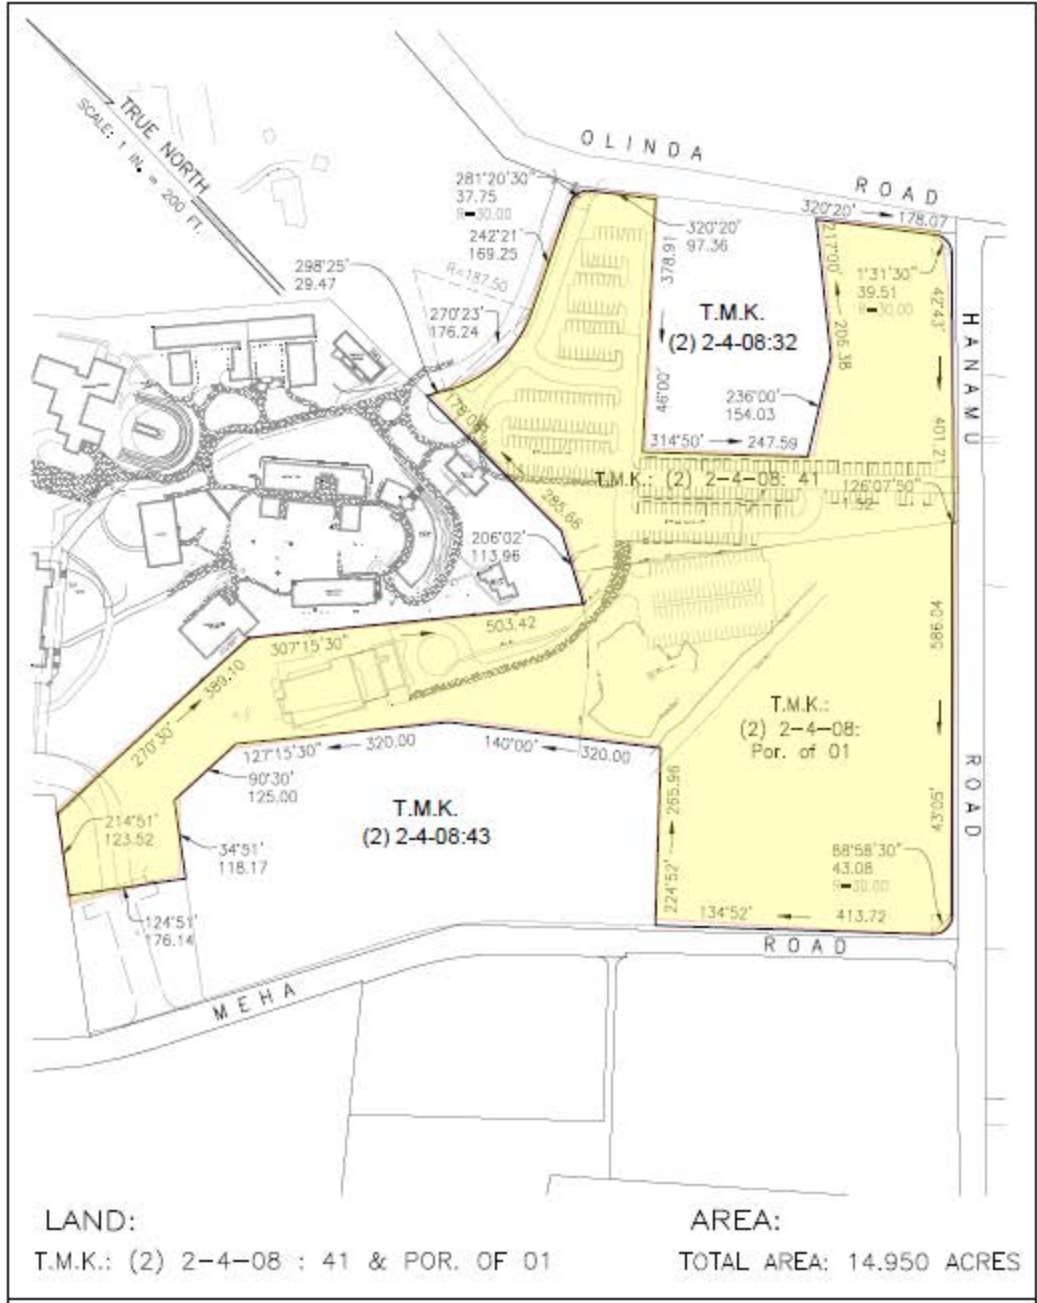 OLINDA ROAD
TRUE NORTH
SCALE: 1 IN. = 200 FT.
281°20'30"
37.75
R=30.00
242°21'
169.25
R=187.50
298°25'
29.47
270°23'
176.24
320°20'
97.36
378.91
46°00'
T.M.K.
(2) 2-4-08:32
320°20' 178.07
217°00' 206.38
1°31'30"
39.51
R=30.00
42°43' 401.21
HANAMU ROAD
236°00'
154.03
314°50' 247.59
T.M.K.: (2) 2-4-08: 41
126°07'50"
1.52
285.66
206°02'
113.96
307°15'30" 503.42
270°30' 389.10
586.04
43°05'
T.M.K.:
(2) 2-4-08:
Por. of 01
127°15'30" 320.00
140°00' 320.00
90°30'
125.00
T.M.K.
(2) 2-4-08:43
224°52' 265.96
214°51'
123.52
34°51'
118.17
88°58'30"
43.08
R=30.00
124°51'
176.14
134°52' 413.72
MEHA ROAD
LAND:
T.M.K.: (2) 2-4-08 : 41 & POR. OF 01
AREA:
TOTAL AREA: 14.950 ACRES